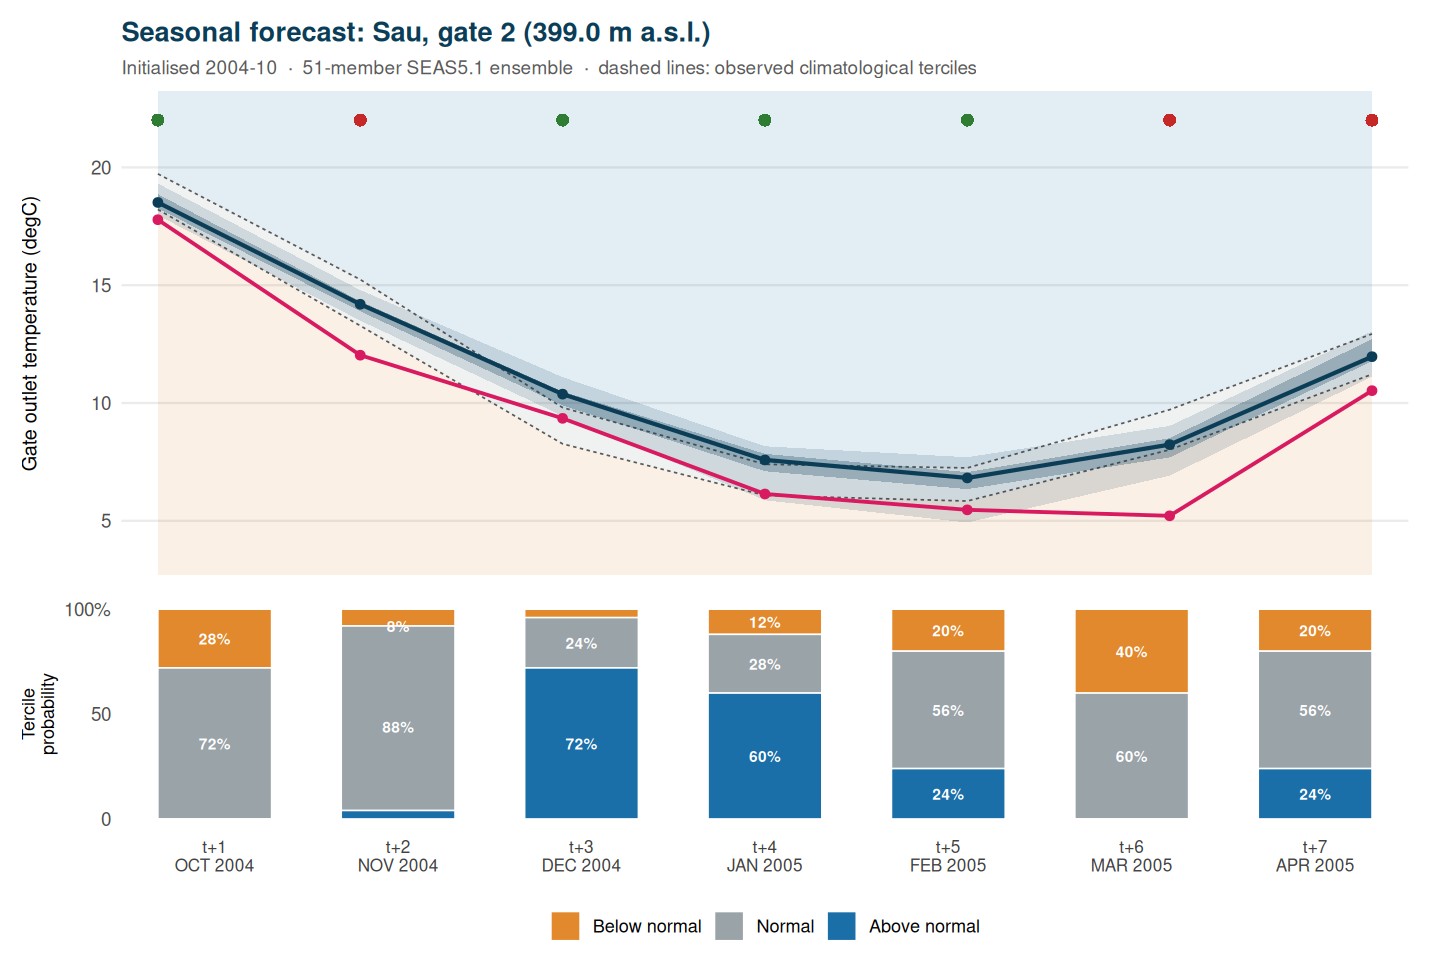 Seasonal forecast: Sau, gate 2 (399.0 m a.s.l.)
Initialised 2004-10 · 51-member SEAS5.1 ensemble · dashed lines: observed climatological terciles
Gate outlet temperature (degC)
20
15
10
5
Tercile
probability
100%
50
0
28%
72%
8%
88%
24%
72%
12%
28%
60%
20%
56%
24%
40%
60%
20%
56%
24%
t+1
OCT 2004
t+2
NOV 2004
t+3
DEC 2004
t+4
JAN 2005
t+5
FEB 2005
t+6
MAR 2005
t+7
APR 2005
Below normal
Normal
Above normal